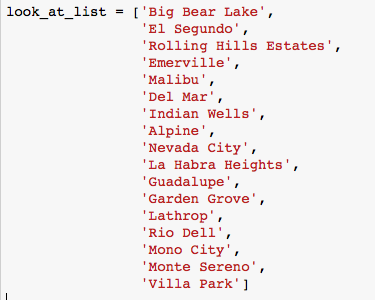 look_at_list = ['Big Bear Lake',
'El Segundo',
'Rolling Hills Estates',
'Emerville',
'Malibu',
'Del Mar',
'Indian Wells',
'Alpine',
'Nevada City',
'La Habra Heights',
'Guadalupe',
'Garden Grove',
'Lathrop',
'Rio Dell',
'Mono City',
'Monte Sereno',
'Villa Park']